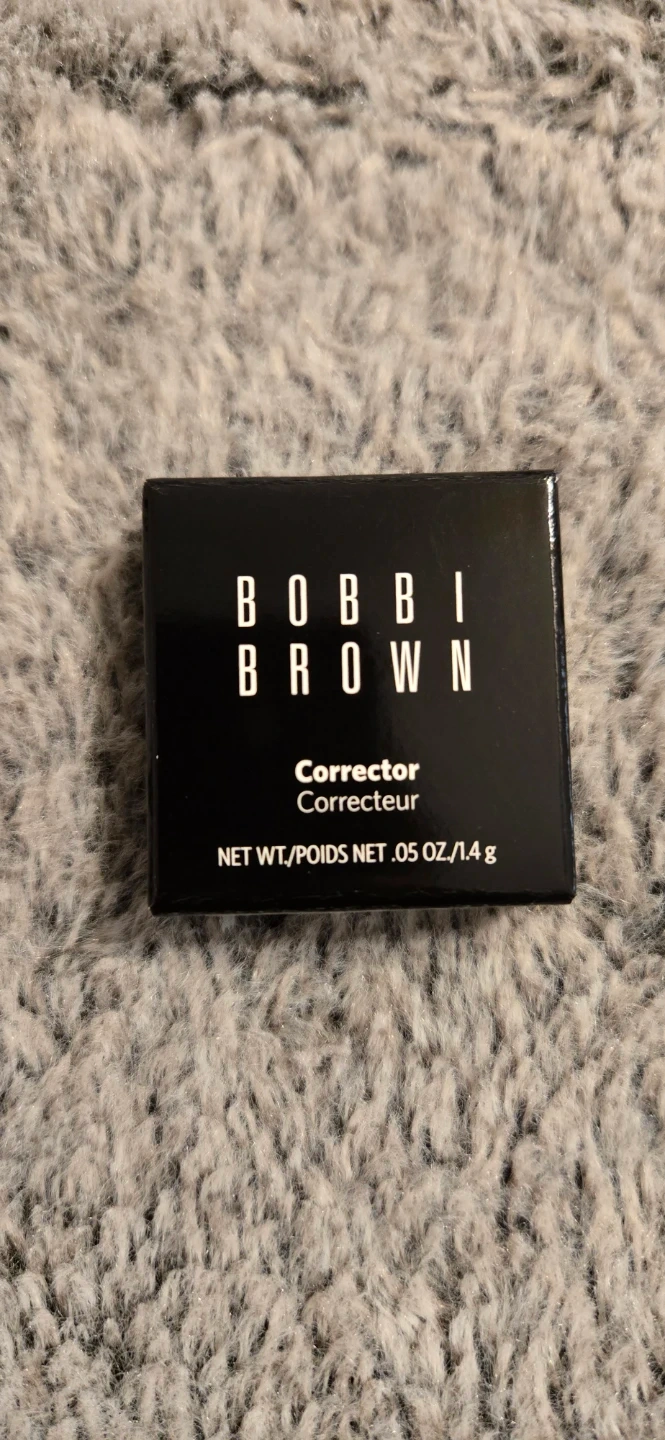 BOBBI
BROWN
Corrector
Correcteur
NET WT./POIDS NET .05 OZ./1.4 g